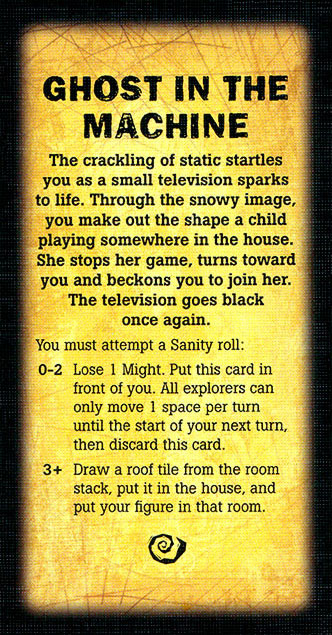 GHOST IN THE
MACHINE
The crackling of static startles
you as a small television sparks
to life. Through the snowy image,
you make out the shape a child
playing somewhere in the house.
She stops her game, turns toward
you and beckons you to join her.
The television goes black
once again.
You must attempt a Sanity roll:
0-2 Lose 1 Might. Put this card in
front of you. All explorers can
only move 1 space per turn
until the start of your next turn,
then discard this card.
3+ Draw a roof tile from the room
stack, put it in the house, and
put your figure in that room.